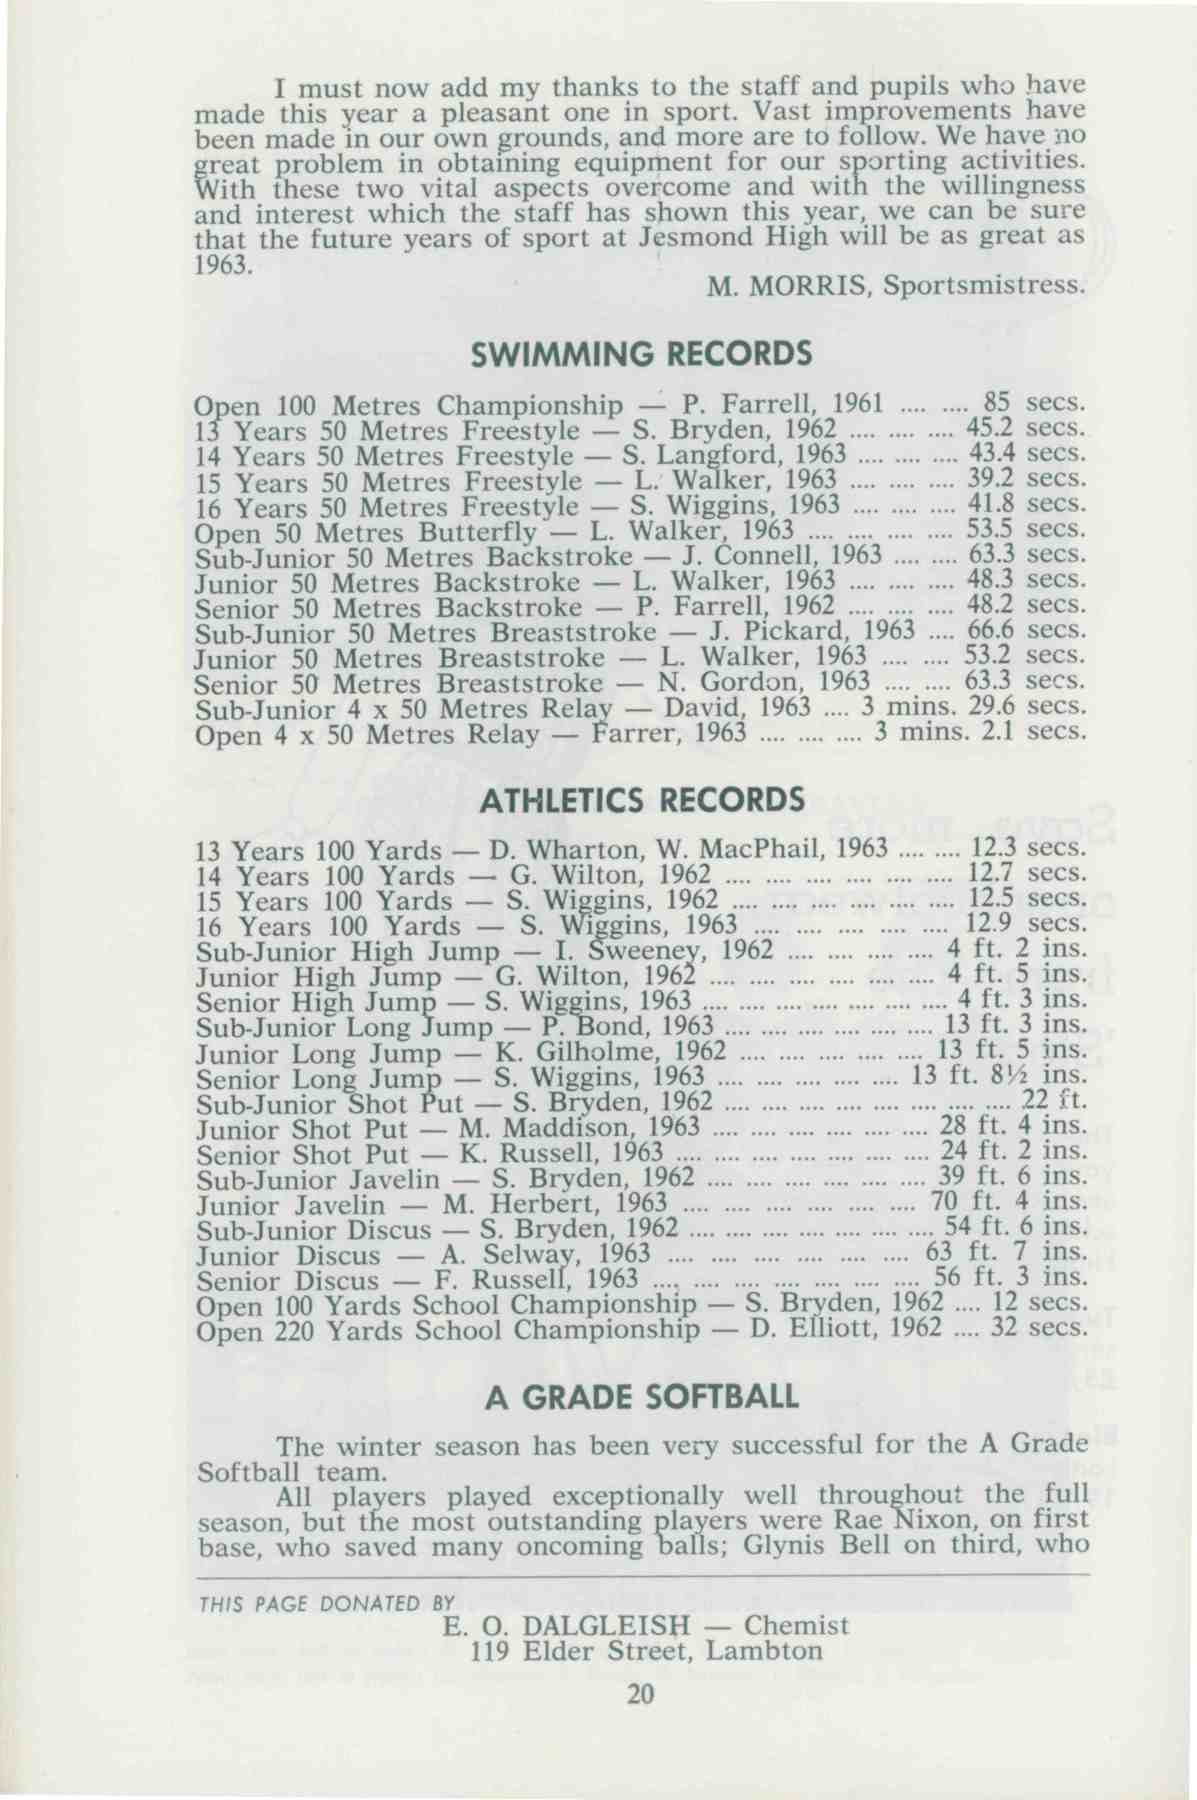 I must now add my thanks to the staff and pupils who have
made this year a pleasant one in sport. Vast improvements have
been made in our own grounds, and more are to follow. We have no
great problem in obtaining equipment for our sporting activities.
With these two vital aspects overcome and with the willingness
and interest which the staff has shown this year, we can be sure
that the future years of sport at Jesmond High will be as great as
1963.
M. MORRIS, Sportsmistress.
SWIMMING RECORDS
Open 100 Metres Championship — P. Farrell, 1961 .... .... 85 secs.
13 Years 50 Metres Freestyle — S. Bryden, 1962 .... .... .... 45.2 secs.
14 Years 50 Metres Freestyle — S. Langford, 1963 .... .... .... 43.4 secs.
15 Years 50 Metres Freestyle — L. Walker, 1963 .... .... .... 39.2 secs.
16 Years 50 Metres Freestyle — S. Wiggins, 1963 .... .... .... 41.8 secs.
Open 50 Metres Butterfly — L. Walker, 1963 .... .... .... .... 53.5 secs.
Sub-Junior 50 Metres Backstroke — J. Connell, 1963 .... .... 63.3 secs.
Junior 50 Metres Backstroke — L. Walker, 1963 .... .... .... 48.3 secs.
Senior 50 Metres Backstroke — P. Farrell, 1962 .... .... .... 48.2 secs.
Sub-Junior 50 Metres Breaststroke — J. Pickard, 1963 .... 66.6 secs.
Junior 50 Metres Breaststroke — L. Walker, 1963 .... .... 53.2 secs.
Senior 50 Metres Breaststroke — N. Gordon, 1963 .... .... 63.3 secs.
Sub-Junior 4 x 50 Metres Relay — David, 1963 .... 3 mins. 29.6 secs.
Open 4 x 50 Metres Relay — Farrer, 1963 .... .... .... 3 mins. 2.1 secs.
ATHLETICS RECORDS
13 Years 100 Yards — D. Wharton, W. MacPhail, 1963 .... .... 12.3 secs.
14 Years 100 Yards — G. Wilton, 1962 .... .... .... .... .... .... 12.7 secs.
15 Years 100 Yards — S. Wiggins, 1962 .... .... .... .... .... .... 12.5 secs.
16 Years 100 Yards — S. Wiggins, 1963 .... .... .... .... .... 12.9 secs.
Sub-Junior High Jump — I. Sweeney, 1962 .... .... .... .... 4 ft. 2 ins.
Junior High Jump — G. Wilton, 1962 .... .... .... .... .... .... 4 ft. 5 ins.
Senior High Jump — S. Wiggins, 1963 .... .... .... .... .... .... .... 4 ft. 3 ins.
Sub-Junior Long Jump — P. Bond, 1963 .... .... .... .... .... .... 13 ft. 3 ins.
Junior Long Jump — K. Gilholme, 1962 .... .... .... .... .... 13 ft. 5 ins.
Senior Long Jump — S. Wiggins, 1963 .... .... .... .... .... 13 ft. 8½ ins.
Sub-Junior Shot Put — S. Bryden, 1962 .... .... .... .... .... .... .... .... 22 ft.
Junior Shot Put — M. Maddison, 1963 .... .... .... .... .... .... 28 ft. 4 ins.
Senior Shot Put — K. Russell, 1963 .... .... .... .... .... .... .... 24 ft. 2 ins.
Sub-Junior Javelin — S. Bryden, 1962 .... .... .... .... .... .... 39 ft. 6 ins.
Junior Javelin — M. Herbert, 1963 .... .... .... .... .... .... 70 ft. 4 ins.
Sub-Junior Discus — S. Bryden, 1962 .... .... .... .... .... .... .... 54 ft. 6 ins.
Junior Discus — A. Selway, 1963 .... .... .... .... .... .... 63 ft. 7 ins.
Senior Discus — F. Russell, 1963 .... .... .... .... .... .... .... 56 ft. 3 ins.
Open 100 Yards School Championship — S. Bryden, 1962 .... 12 secs.
Open 220 Yards School Championship — D. Elliott, 1962 .... 32 secs.
A GRADE SOFTBALL
The winter season has been very successful for the A Grade
Softball team.
All players played exceptionally well throughout the full
season, but the most outstanding players were Rae Nixon, on first
base, who saved many oncoming balls; Glynis Bell on third, who
THIS PAGE DONATED BY
E. O. DALGLEISH — Chemist
119 Elder Street, Lambton
20